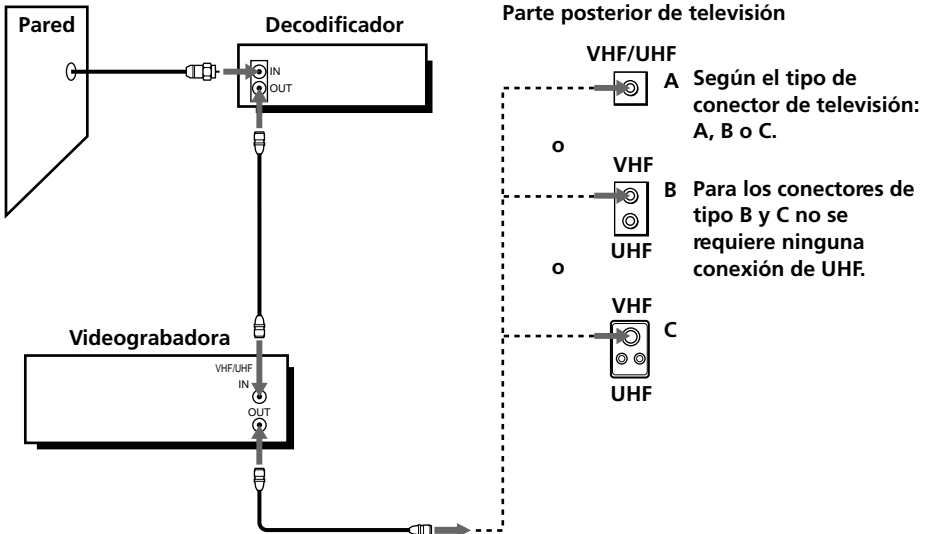 Pared
Decodificador
IN
OUT
Videograbadora
VHF/UHF
IN
OUT
Parte posterior de televisión
VHF/UHF
A
Según el tipo de
conector de televisión:
A, B o C.
o
VHF
B
UHF
Para los conectores de
tipo B y C no se
requiere ninguna
conexión de UHF.
o
VHF
C
UHF